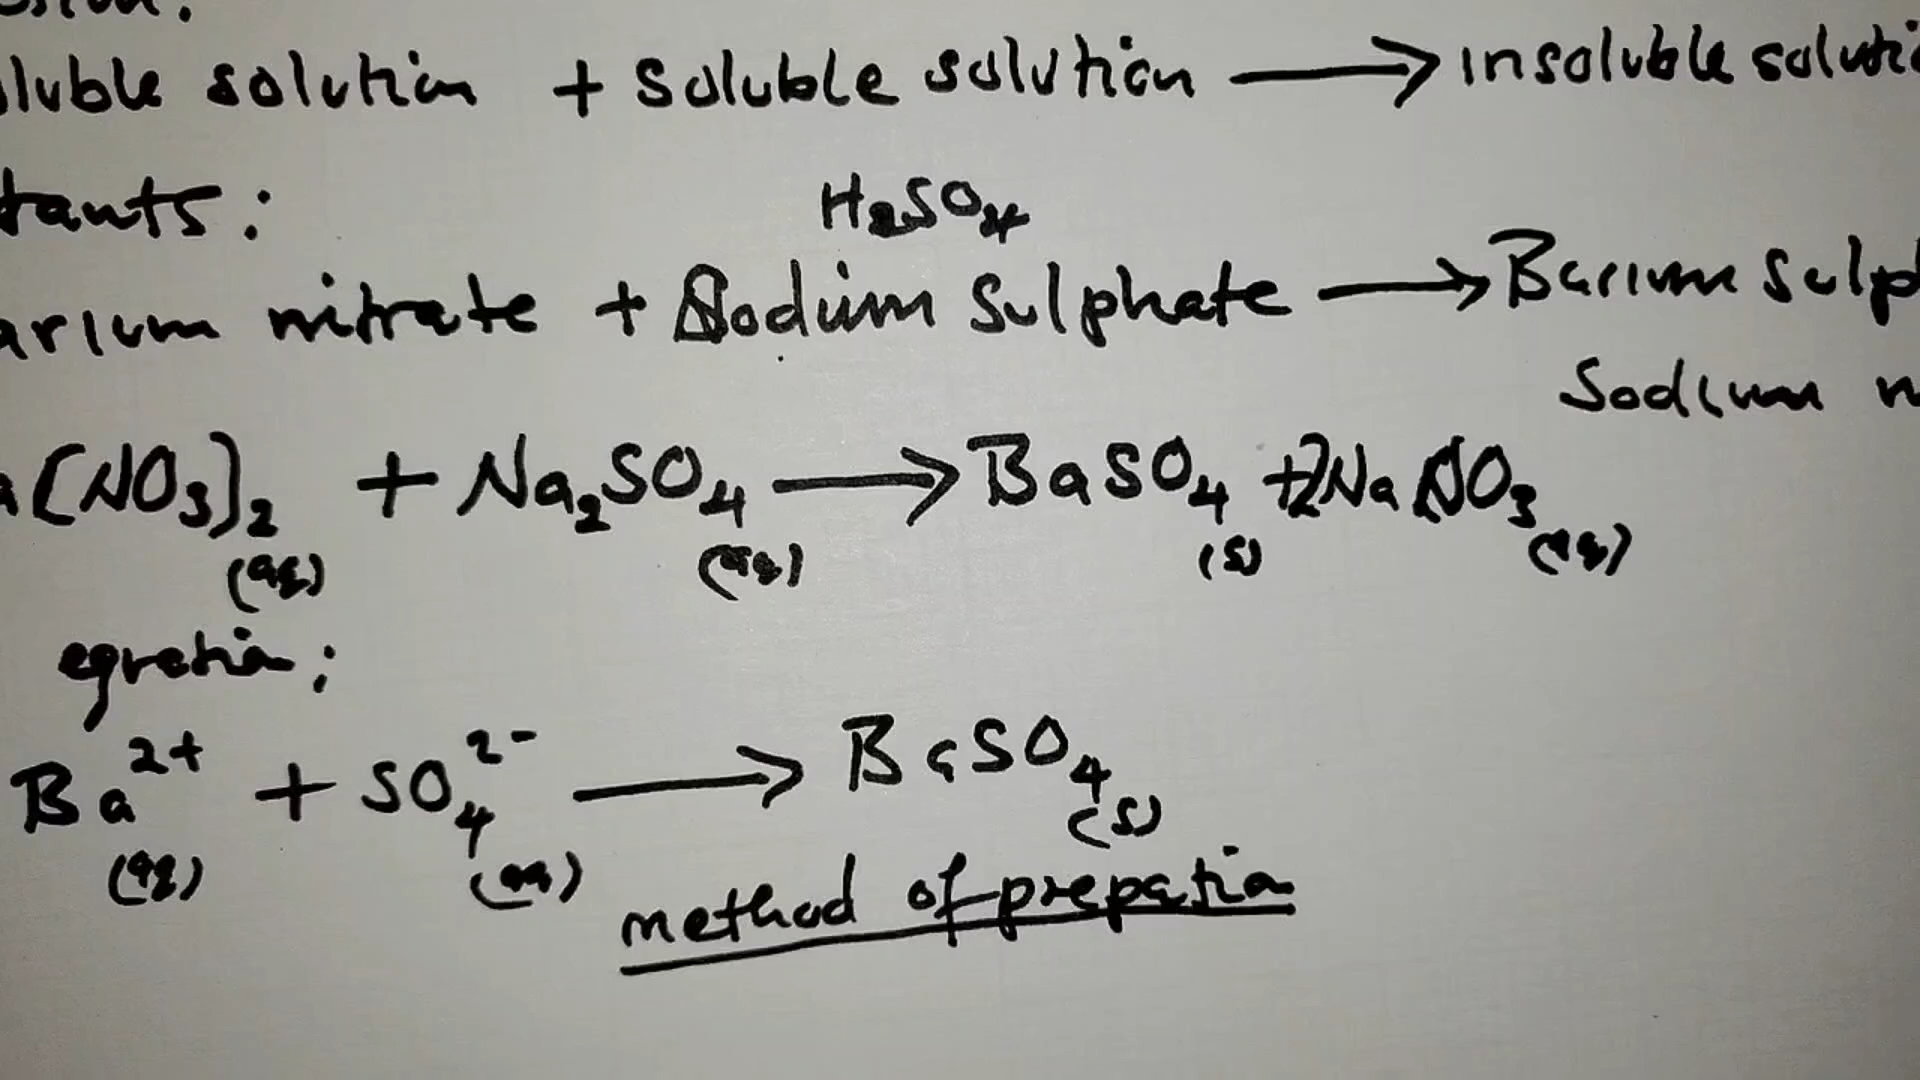 luble solution + soluble solution → insoluble soluti
tants:
H₂SO₄
arium nitrate + Sodium Sulphate → Barium Sulp
Sodium n
(NO₃)₂ (aq) + Na₂SO₄ (aq) → BaSO₄ (s) + 2NaNO₃ (aq)
equation;
Ba²⁺ (aq) + SO₄²⁻ (aq) → BaSO₄ (s)
method of prepation